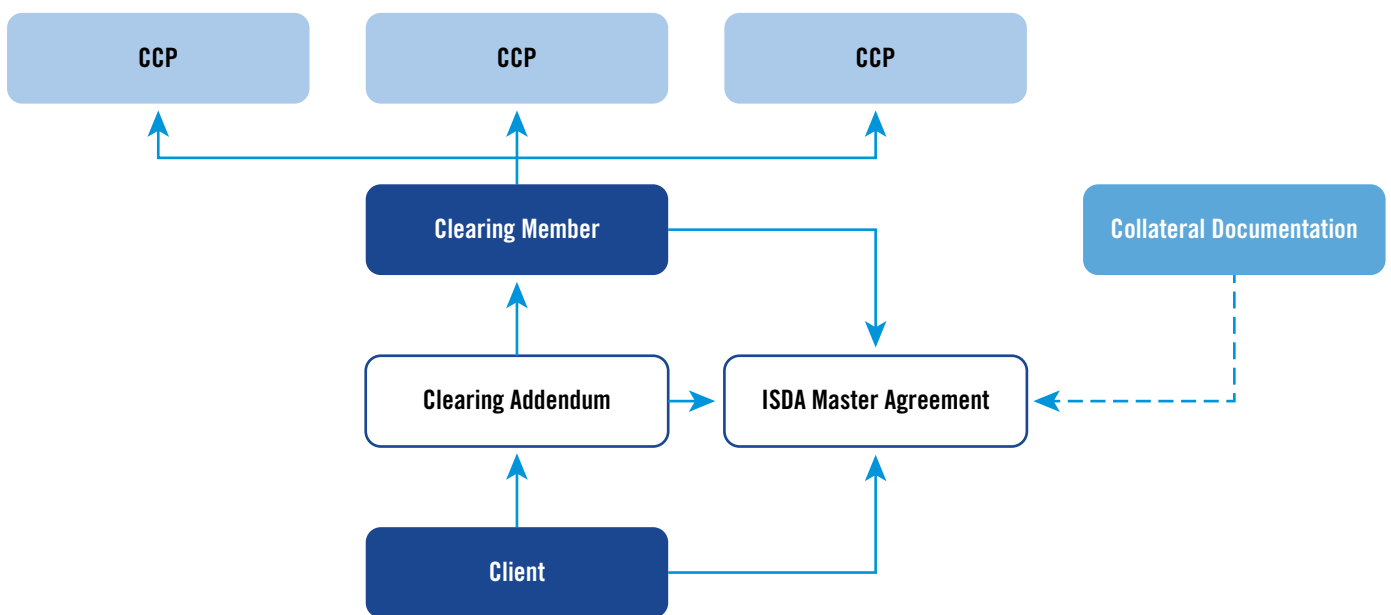 CCP
CCP
CCP
Clearing Member
Collateral Documentation
Clearing Addendum
ISDA Master Agreement
Client